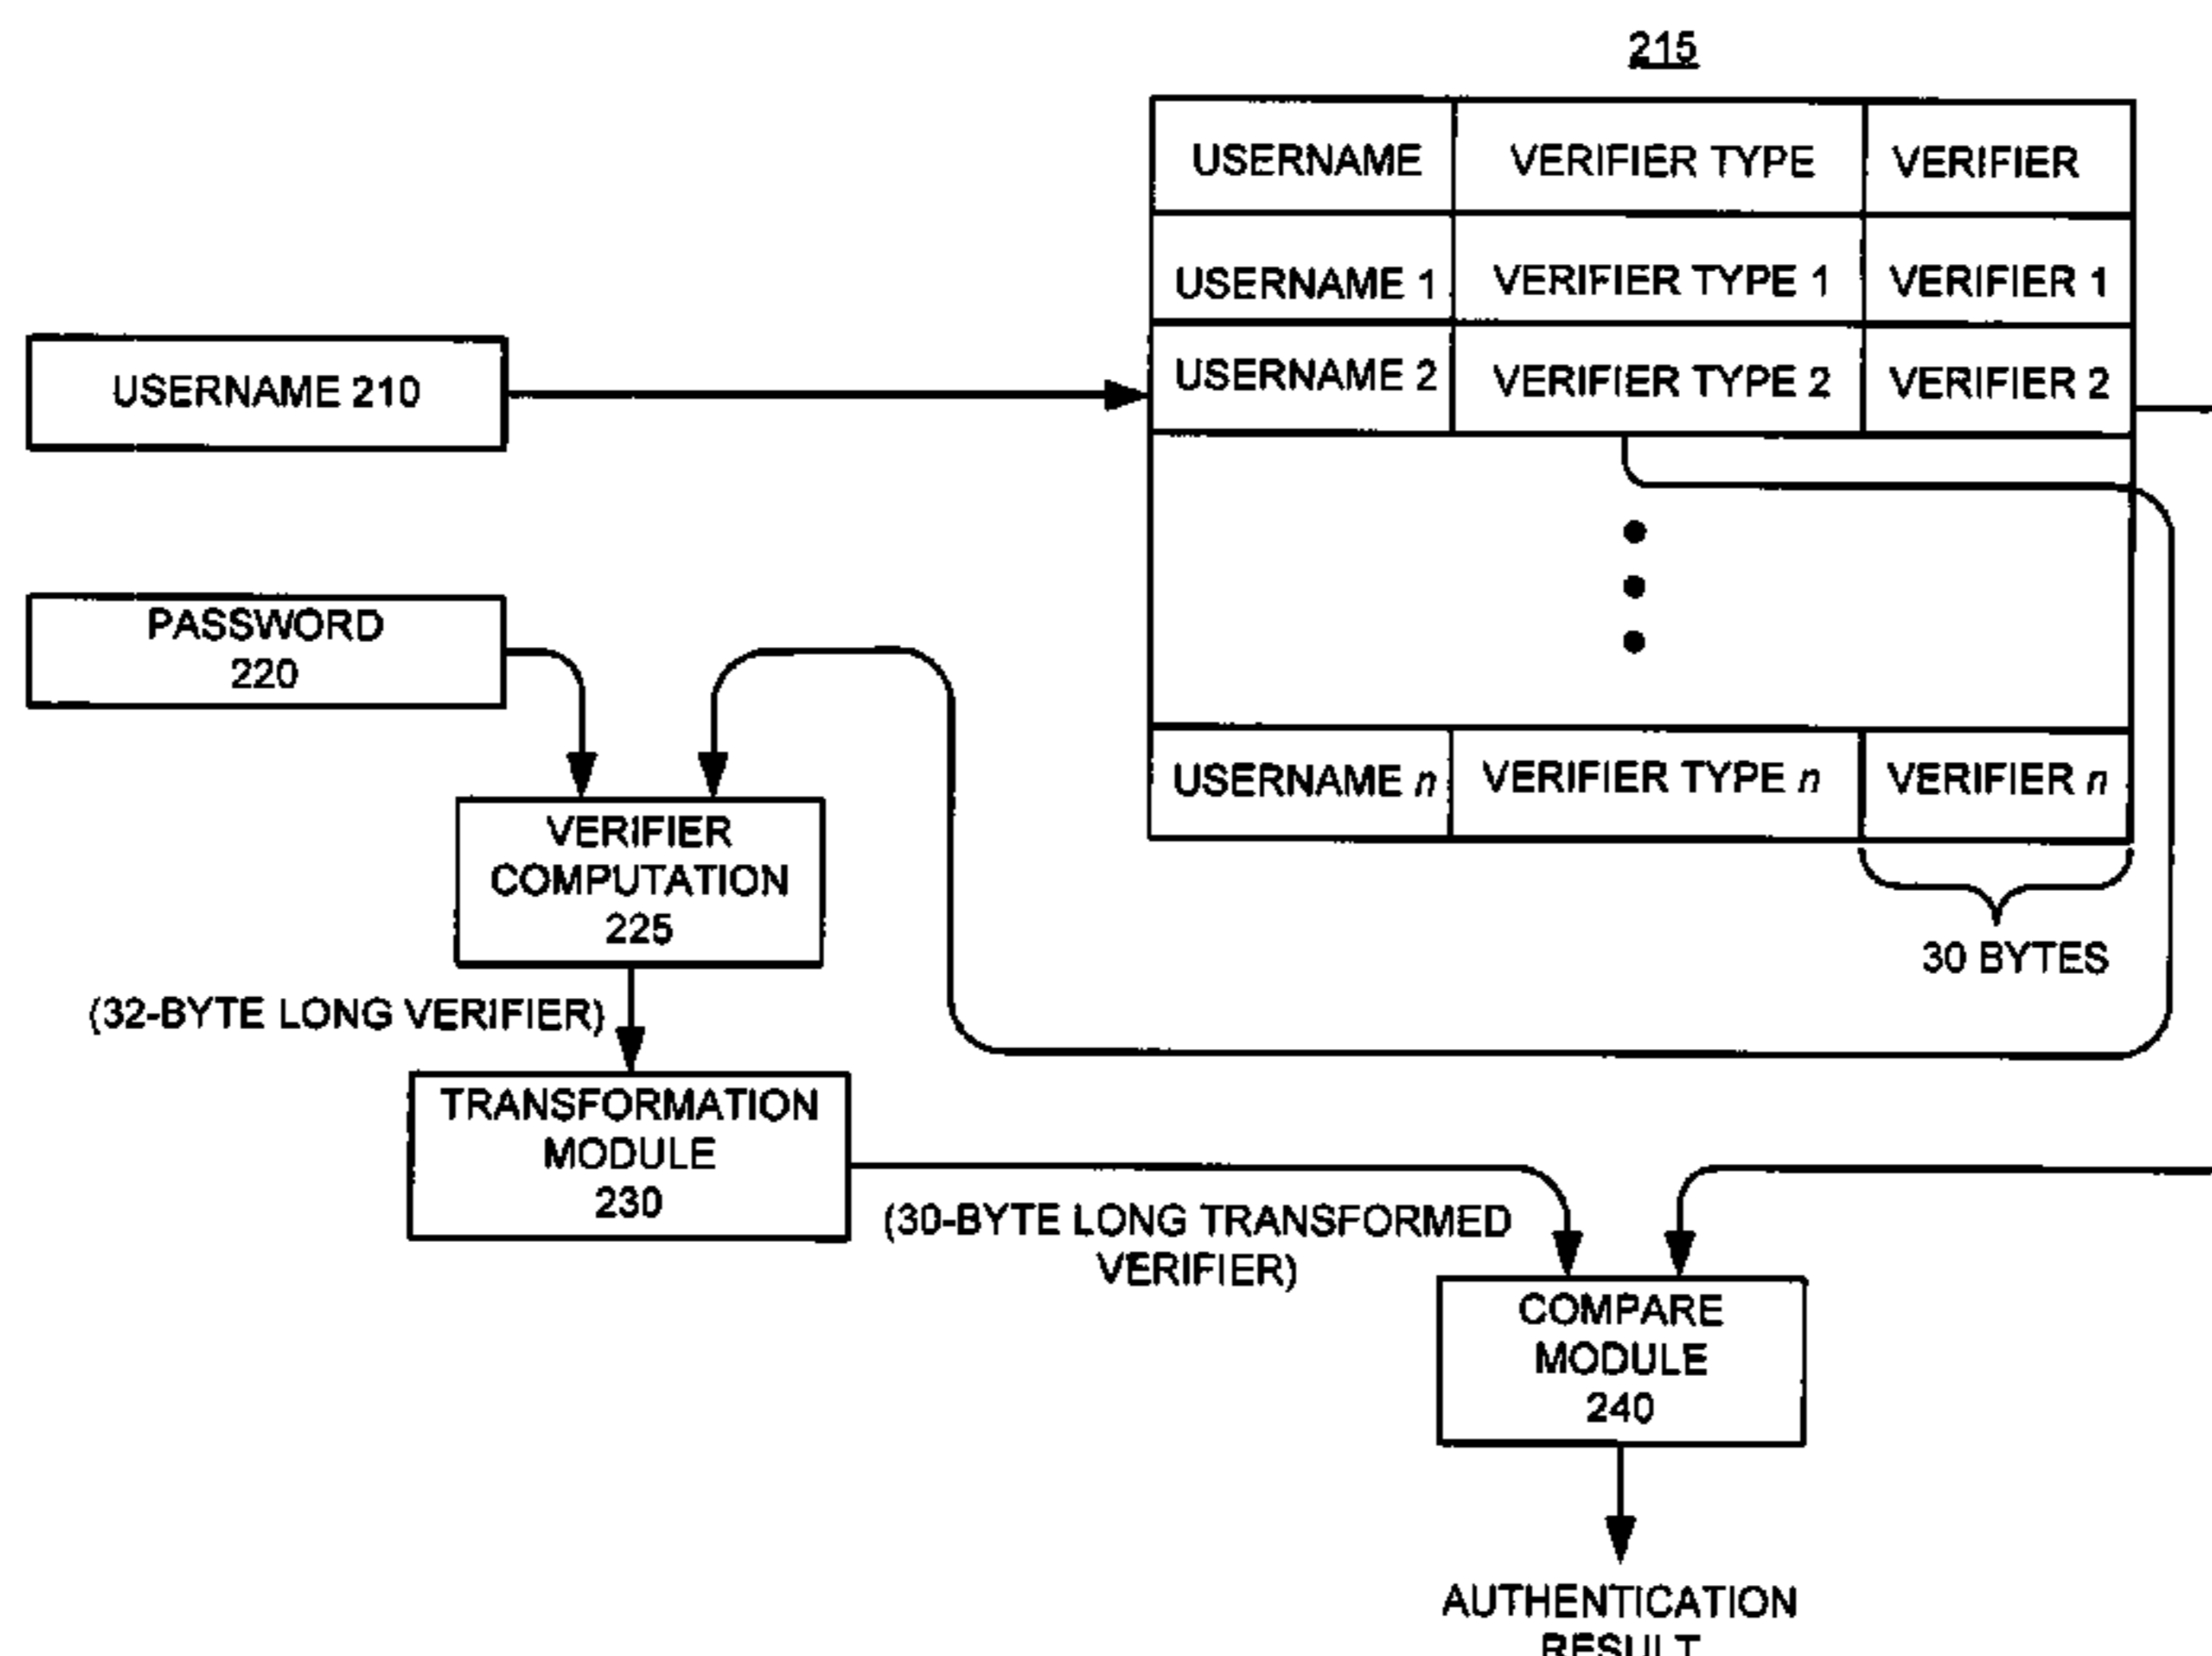 215
USERNAME VERIFIER TYPE VERIFIER
USERNAME 1 VERIFIER TYPE 1 VERIFIER 1
USERNAME 2 VERIFIER TYPE 2 VERIFIER 2
USERNAME 210
PASSWORD
220
USERNAME n VERIFIER TYPE n VERIFIER n
30 BYTES
VERIFIER
COMPUTATION
225
(32-BYTE LONG VERIFIER)
TRANSFORMATION
MODULE
230
(30-BYTE LONG TRANSFORMED
VERIFIER)
COMPARE
MODULE
240
AUTHENTICATION
RESULT